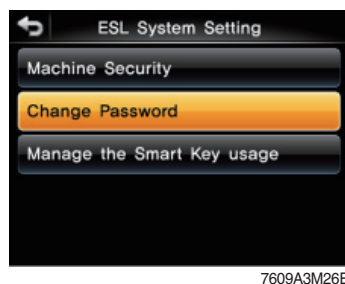 ESL System Setting
Machine Security
Change Password
Manage the Smart Key usage
7609A3M26E